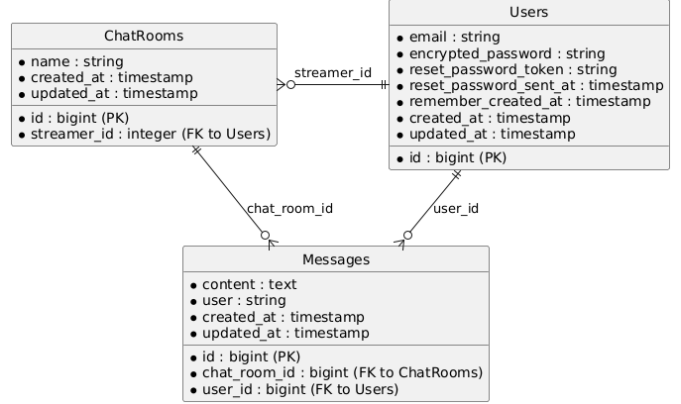 ChatRooms
name : string
created_at : timestamp
updated_at : timestamp
id : bigint (PK)
streamer_id : integer (FK to Users)
streamer_id
Users
email : string
encrypted_password : string
reset_password_token : string
reset_password_sent_at : timestamp
remember_created_at : timestamp
created_at : timestamp
updated_at : timestamp
id : bigint (PK)
chat_room_id
user_id
Messages
content : text
user : string
created_at : timestamp
updated_at : timestamp
id : bigint (PK)
chat_room_id : bigint (FK to ChatRooms)
user_id : bigint (FK to Users)